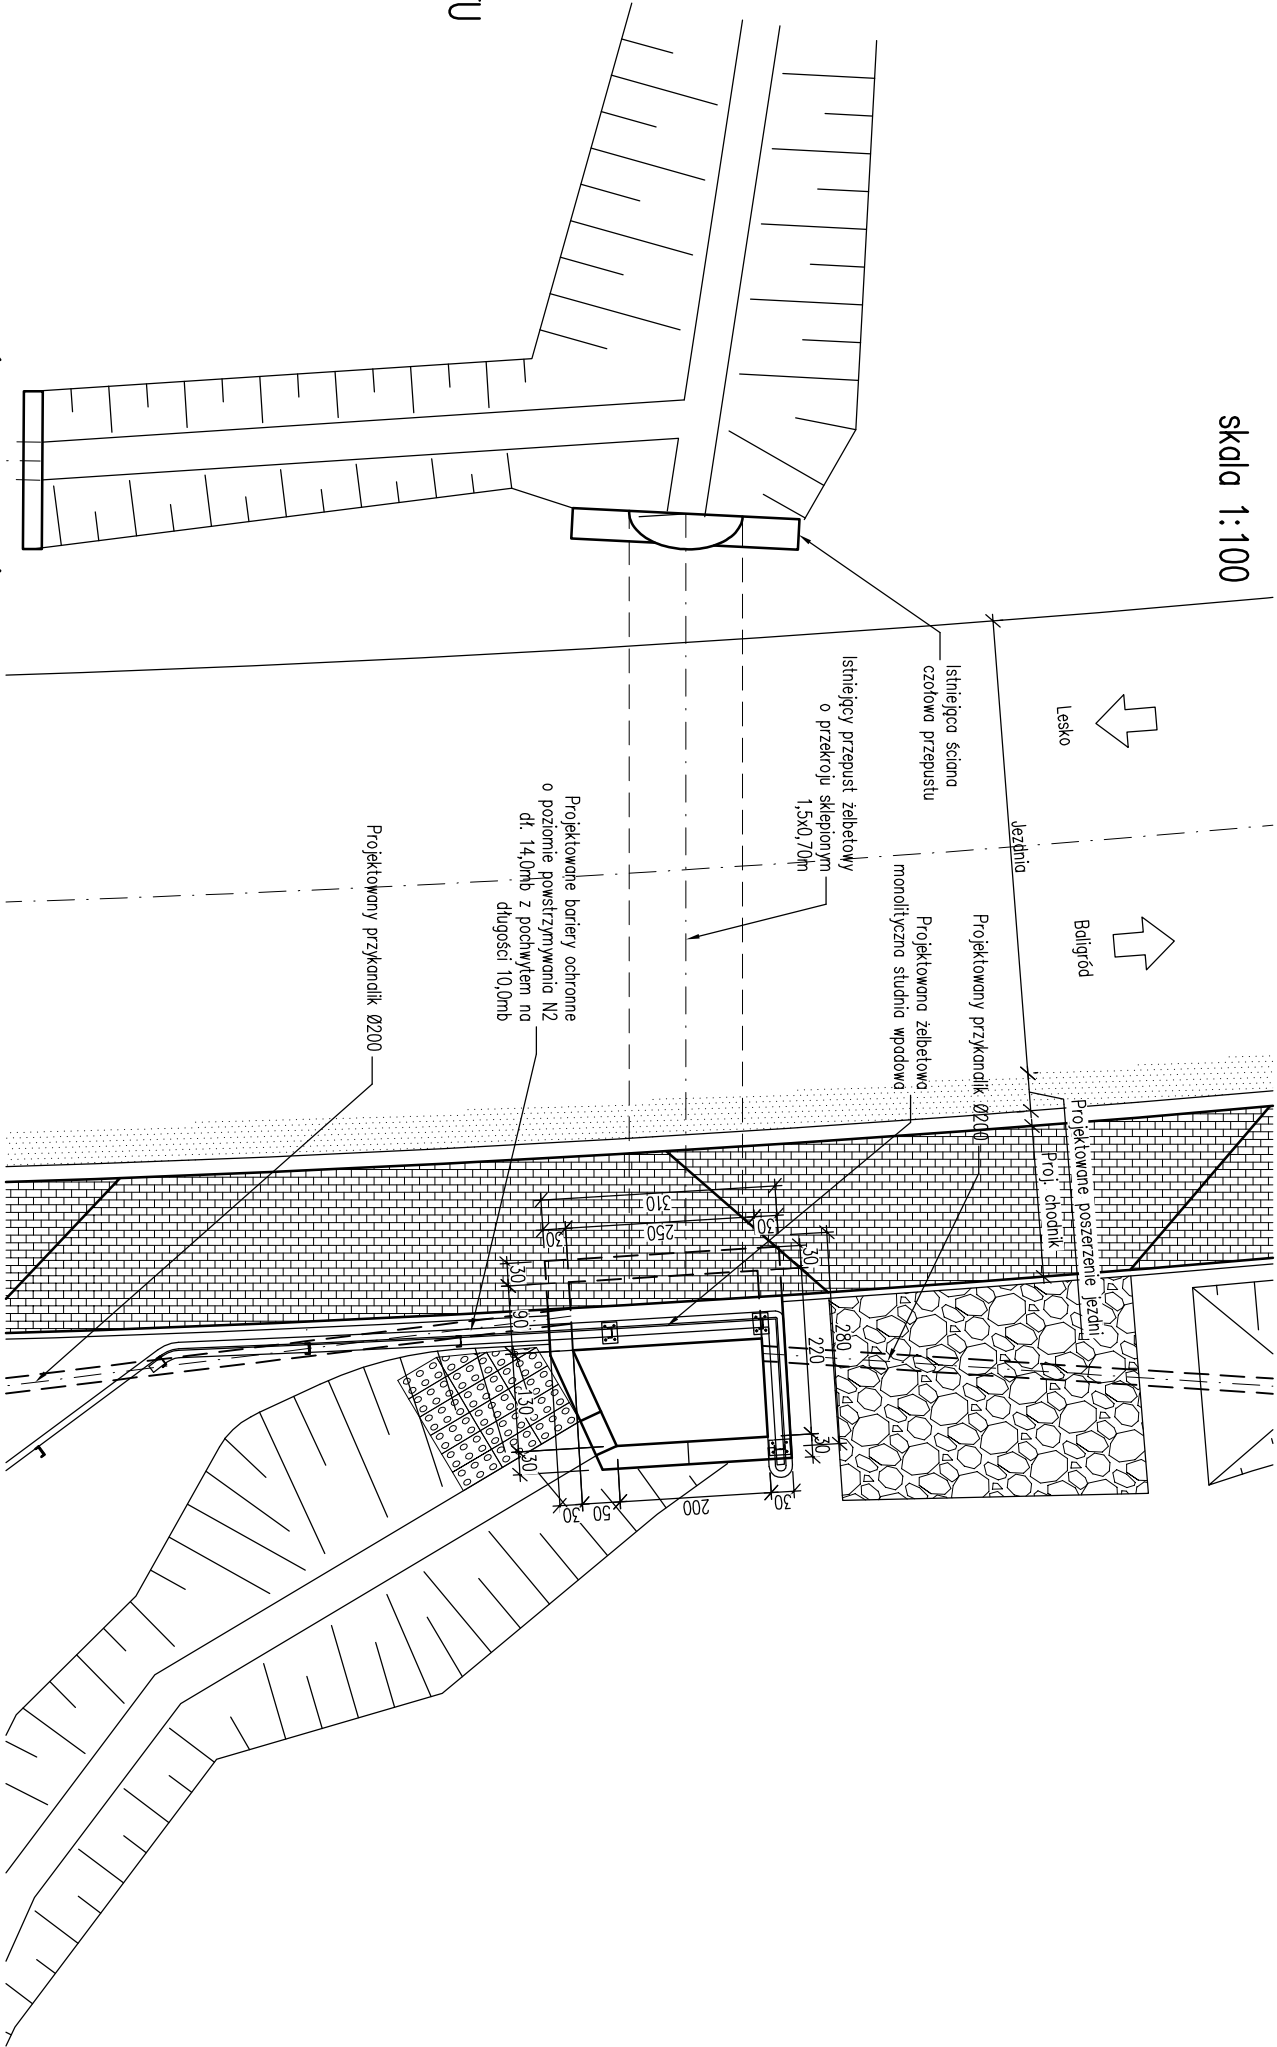 skala 1:100
Lesko
Baligród
Jezdnia
Istniejąca ściana
czołowa przepustu
Istniejący przepust żelbetowy
o przekroju sklepionym
1,5x0,70m
Projektowany przykanalik Ø200
Projektowana żelbetowa
monolityczna studnia wpadowa
Projektowane poszerzenie jezdni
Proj. chodnik
Projektowane bariery ochronne
o poziomie powstrzymywania N2
dł. 14,0mb z pochwytem na
długości 10,0mb
Projektowany przykanalik Ø200
310
30
250
30
30
280
220
30
30
90
130
30
30
200
50
30